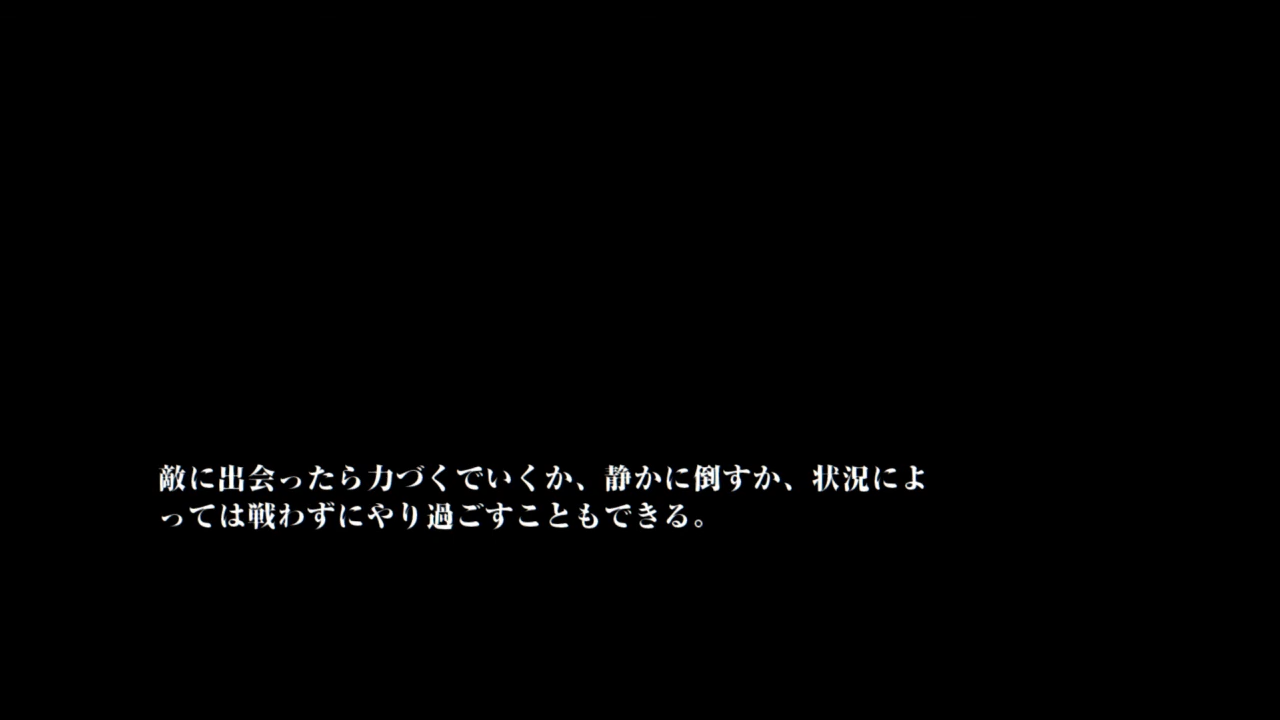 敵に出会ったら力づくでいくか、静かに倒すか、状況によ
っては戦わずにやり過ごすこともできる。